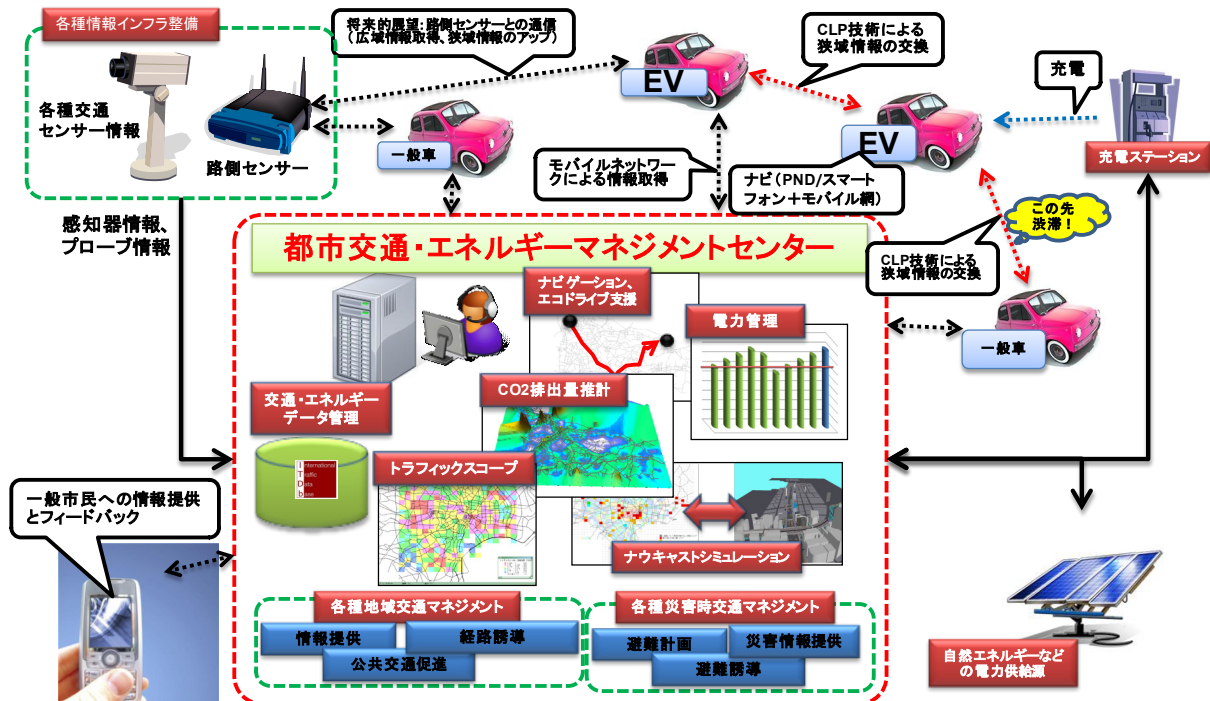 各種情報インフラ整備
各種交通
センサー情報
路側センサー
将来的展望：路側センサーとの通信
（広域情報取得、狭域情報のアップ）
EV
CLP技術による
狭域情報の交換
充電
EV
充電ステーション
一般車
モバイルネットワー
クによる情報取得
ナビ（PND/スマート
フォン＋モバイル網）
この先
渋滞！
CLP技術による
狭域情報の交換
一般車
感知器情報、
プローブ情報
都市交通・エネルギーマネジメントセンター
ナビゲーション、
エコドライブ支援
電力管理
CO2排出量推計
交通・エネルギー
データ管理
International
Traffic
Data
base
トラフィックスコープ
ナウキャストシミュレーション
一般市民への情報提供
とフィードバック
各種地域交通マネジメント
情報提供
経路誘導
公共交通促進
各種災害時交通マネジメント
避難計画
災害情報提供
避難誘導
自然エネルギーなど
の電力供給源